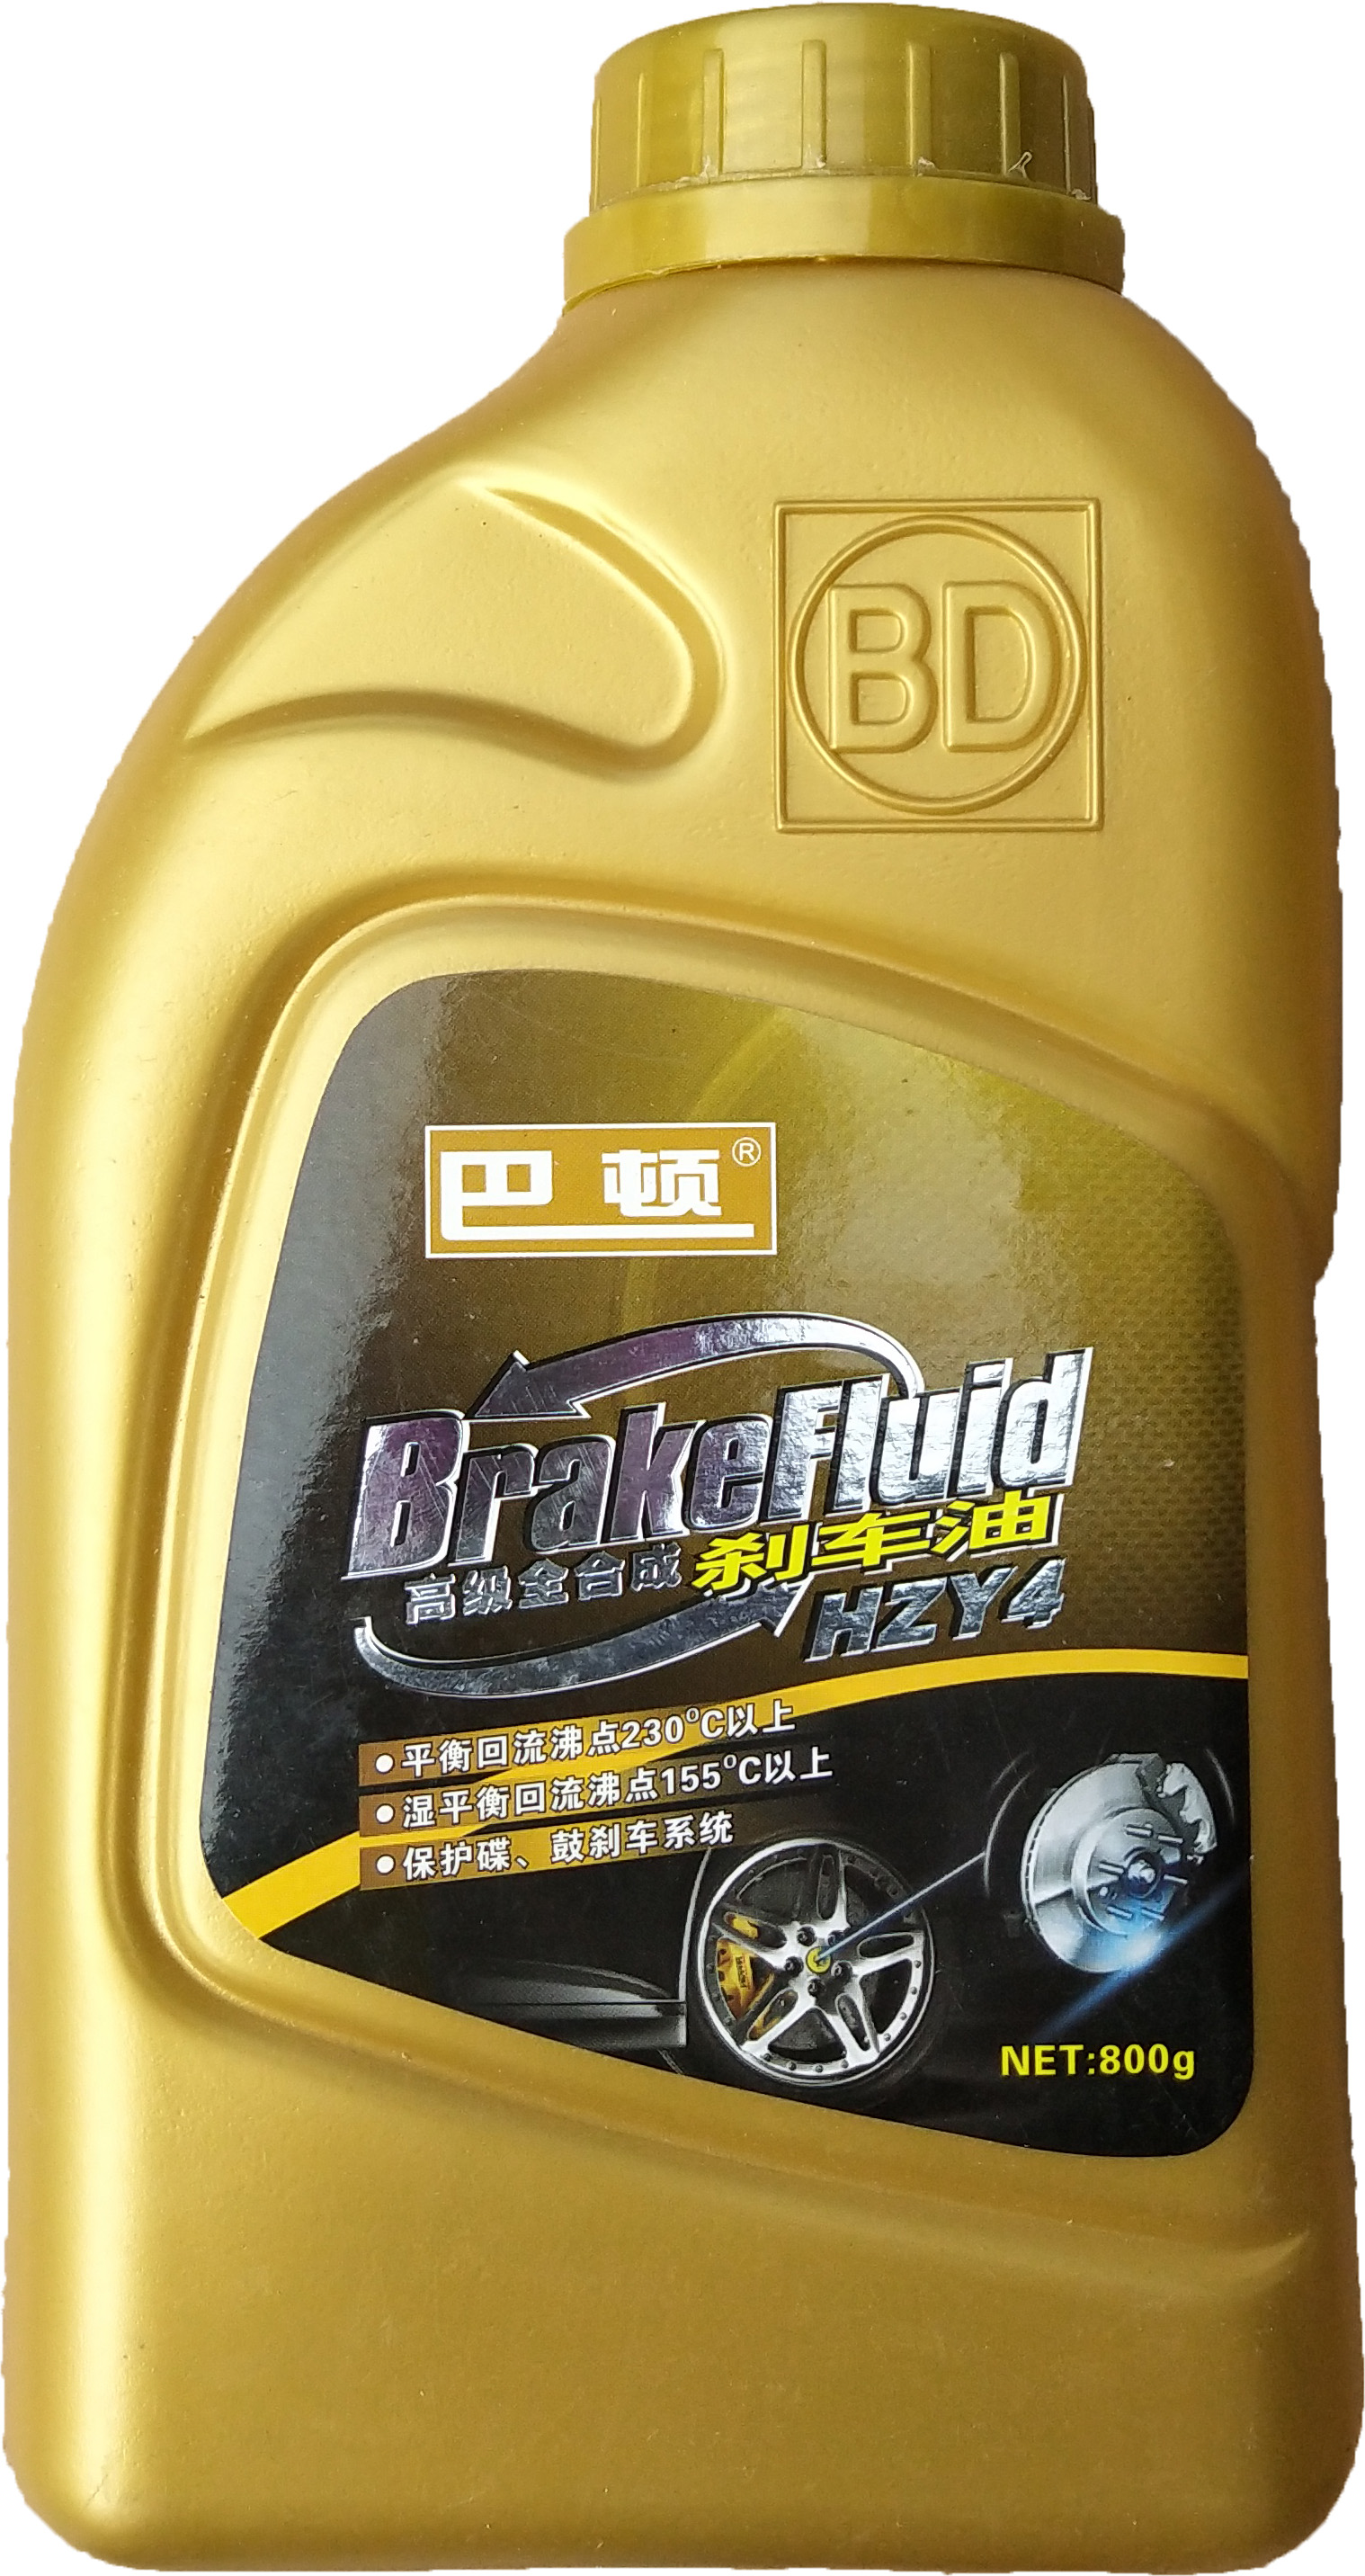 BD
巴顿®
BrakeFluid
高级全合成 刹车油
HZY4
•平衡回流沸点230°C以上
•湿平衡回流沸点155°C以上
•保护碟、鼓刹车系统
NET:800g